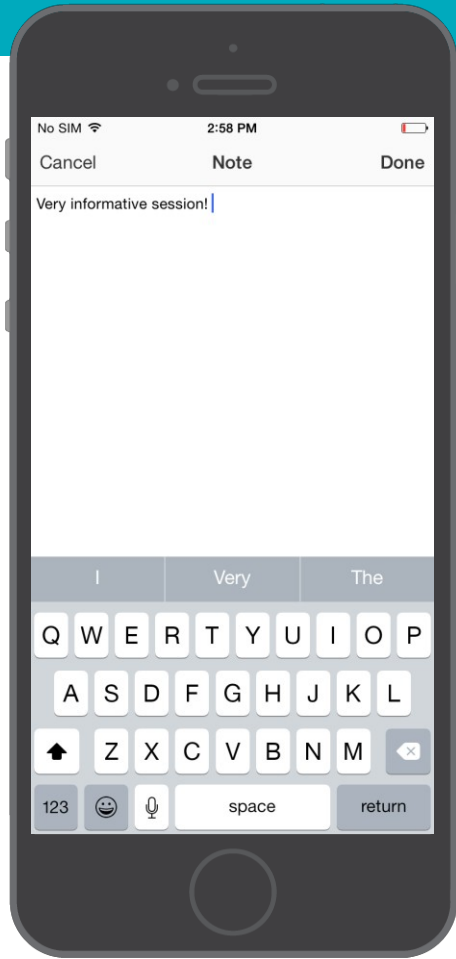 No SIM 2:58 PM
Cancel Note Done
Very informative session!
I Very The
Q W E R T Y U I O P
A S D F G H J K L
Z X C V B N M
123 space return